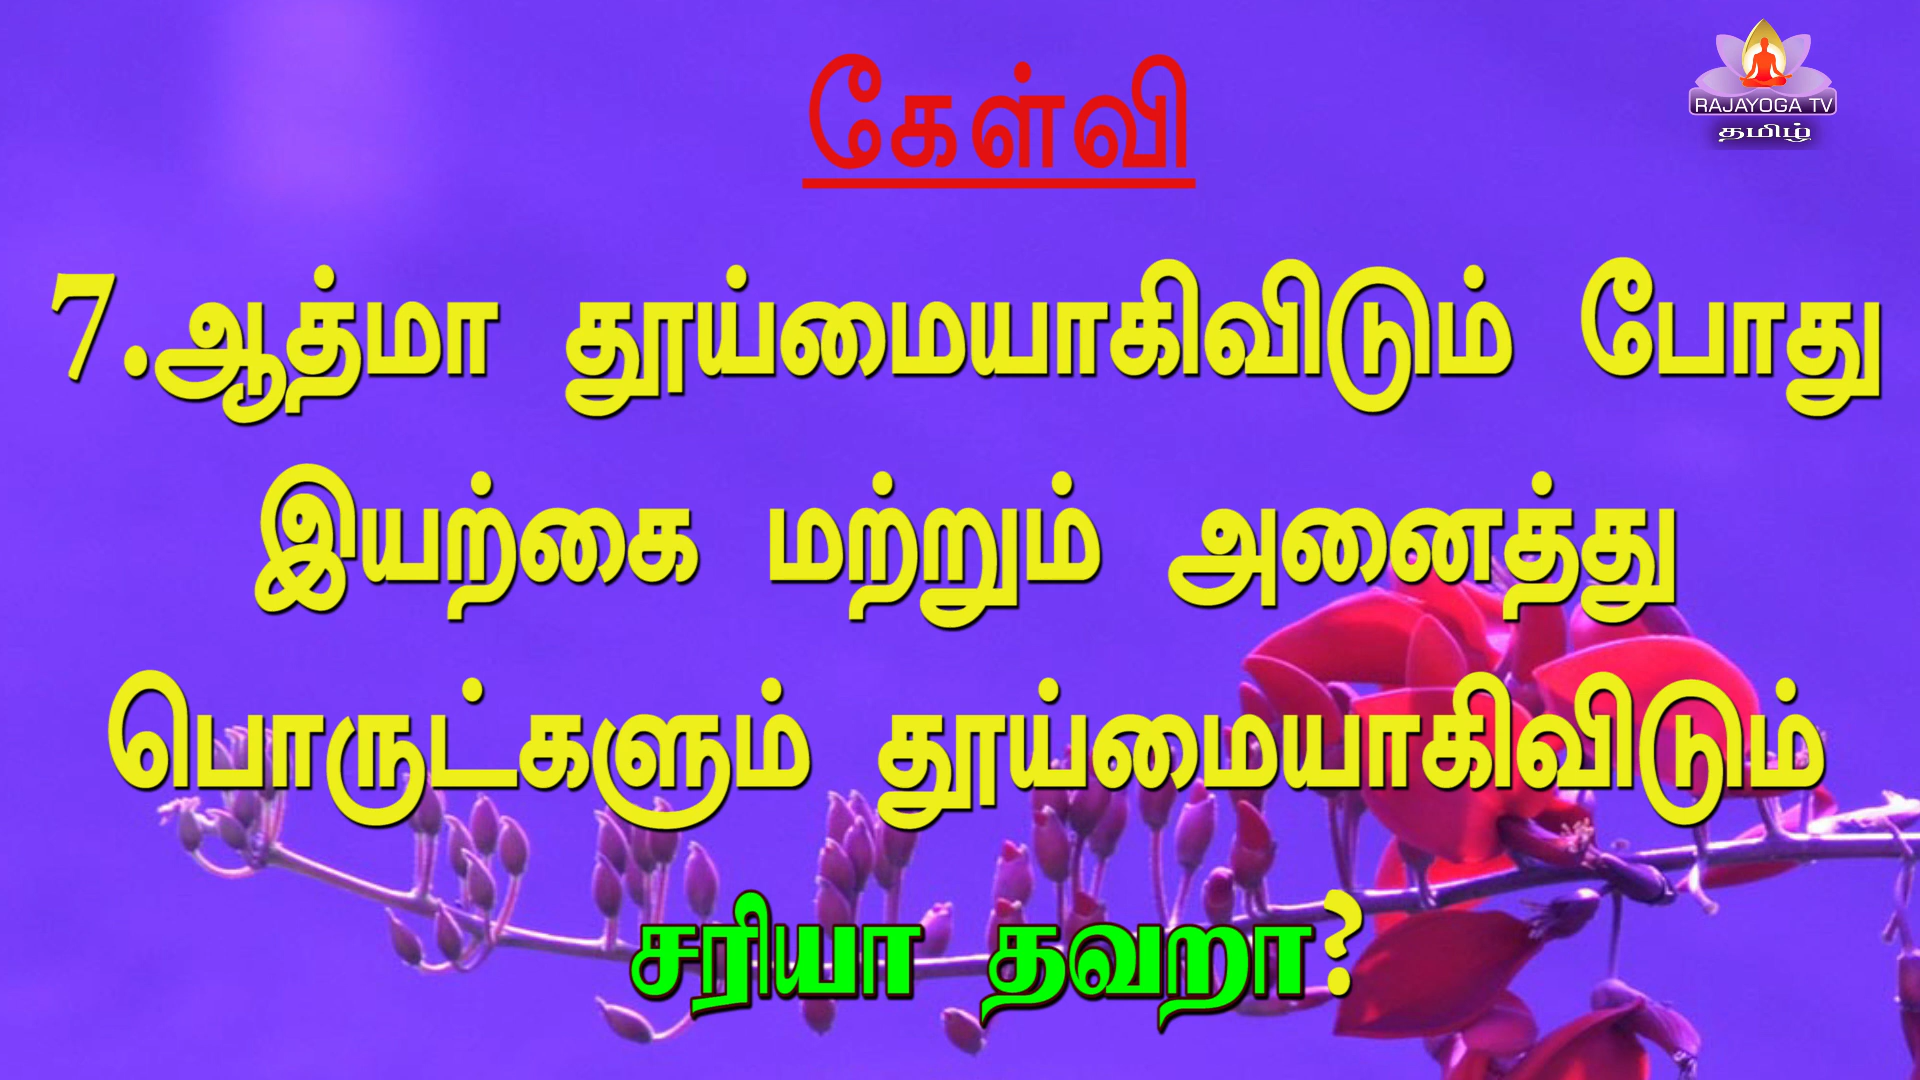 கேள்வி
RAJAYOGA TV
தமிழ்
7.ஆத்மா தூய்மையாகிவிடும் போது
இயற்கை மற்றும் அனைத்து
பொருட்களும் தூய்மையாகிவிடும்
சரியா தவறா?